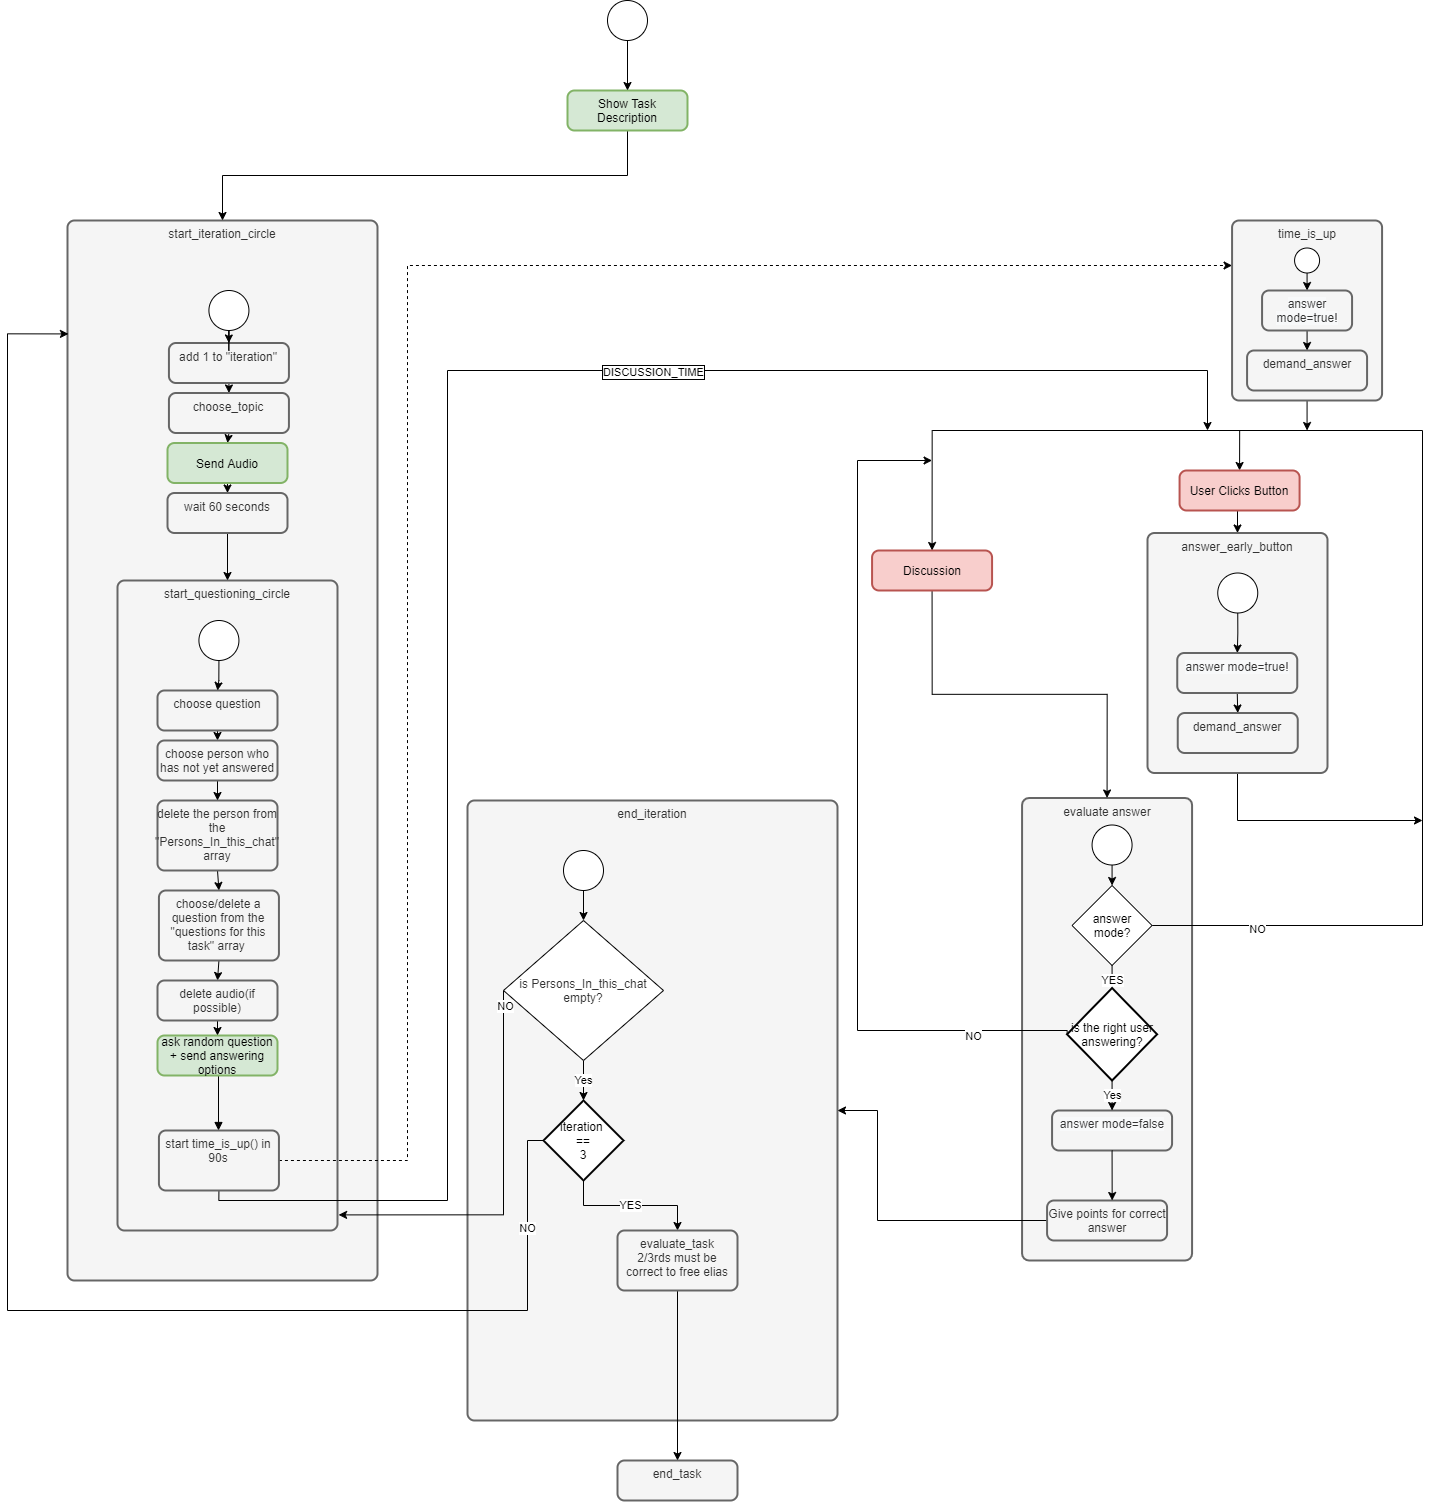 Show Task
Description
start_iteration_circle
add 1 to "iteration"
choose_topic
Send Audio
wait 60 seconds
start_questioning_circle
choose question
choose person who
has not yet answered
delete the person from
the
"Persons_In_this_chat"
array
choose/delete a
question from the
"questions for this
task" array
delete audio(if
possible)
ask random question
+ send answering
options
start time_is_up() in
90s
DISCUSSION_TIME
time_is_up
answer
mode=true!
demand_answer
User Clicks Button
answer_early_button
answer mode=true!
demand_answer
Discussion
evaluate answer
answer
mode?
NO
YES
is the right user
answering?
NO
Yes
answer mode=false
Give points for correct
answer
end_iteration
is Persons_In_this_chat
empty?
NO
Yes
iteration
==
3
NO
YES
evaluate_task
2/3rds must be
correct to free elias
end_task